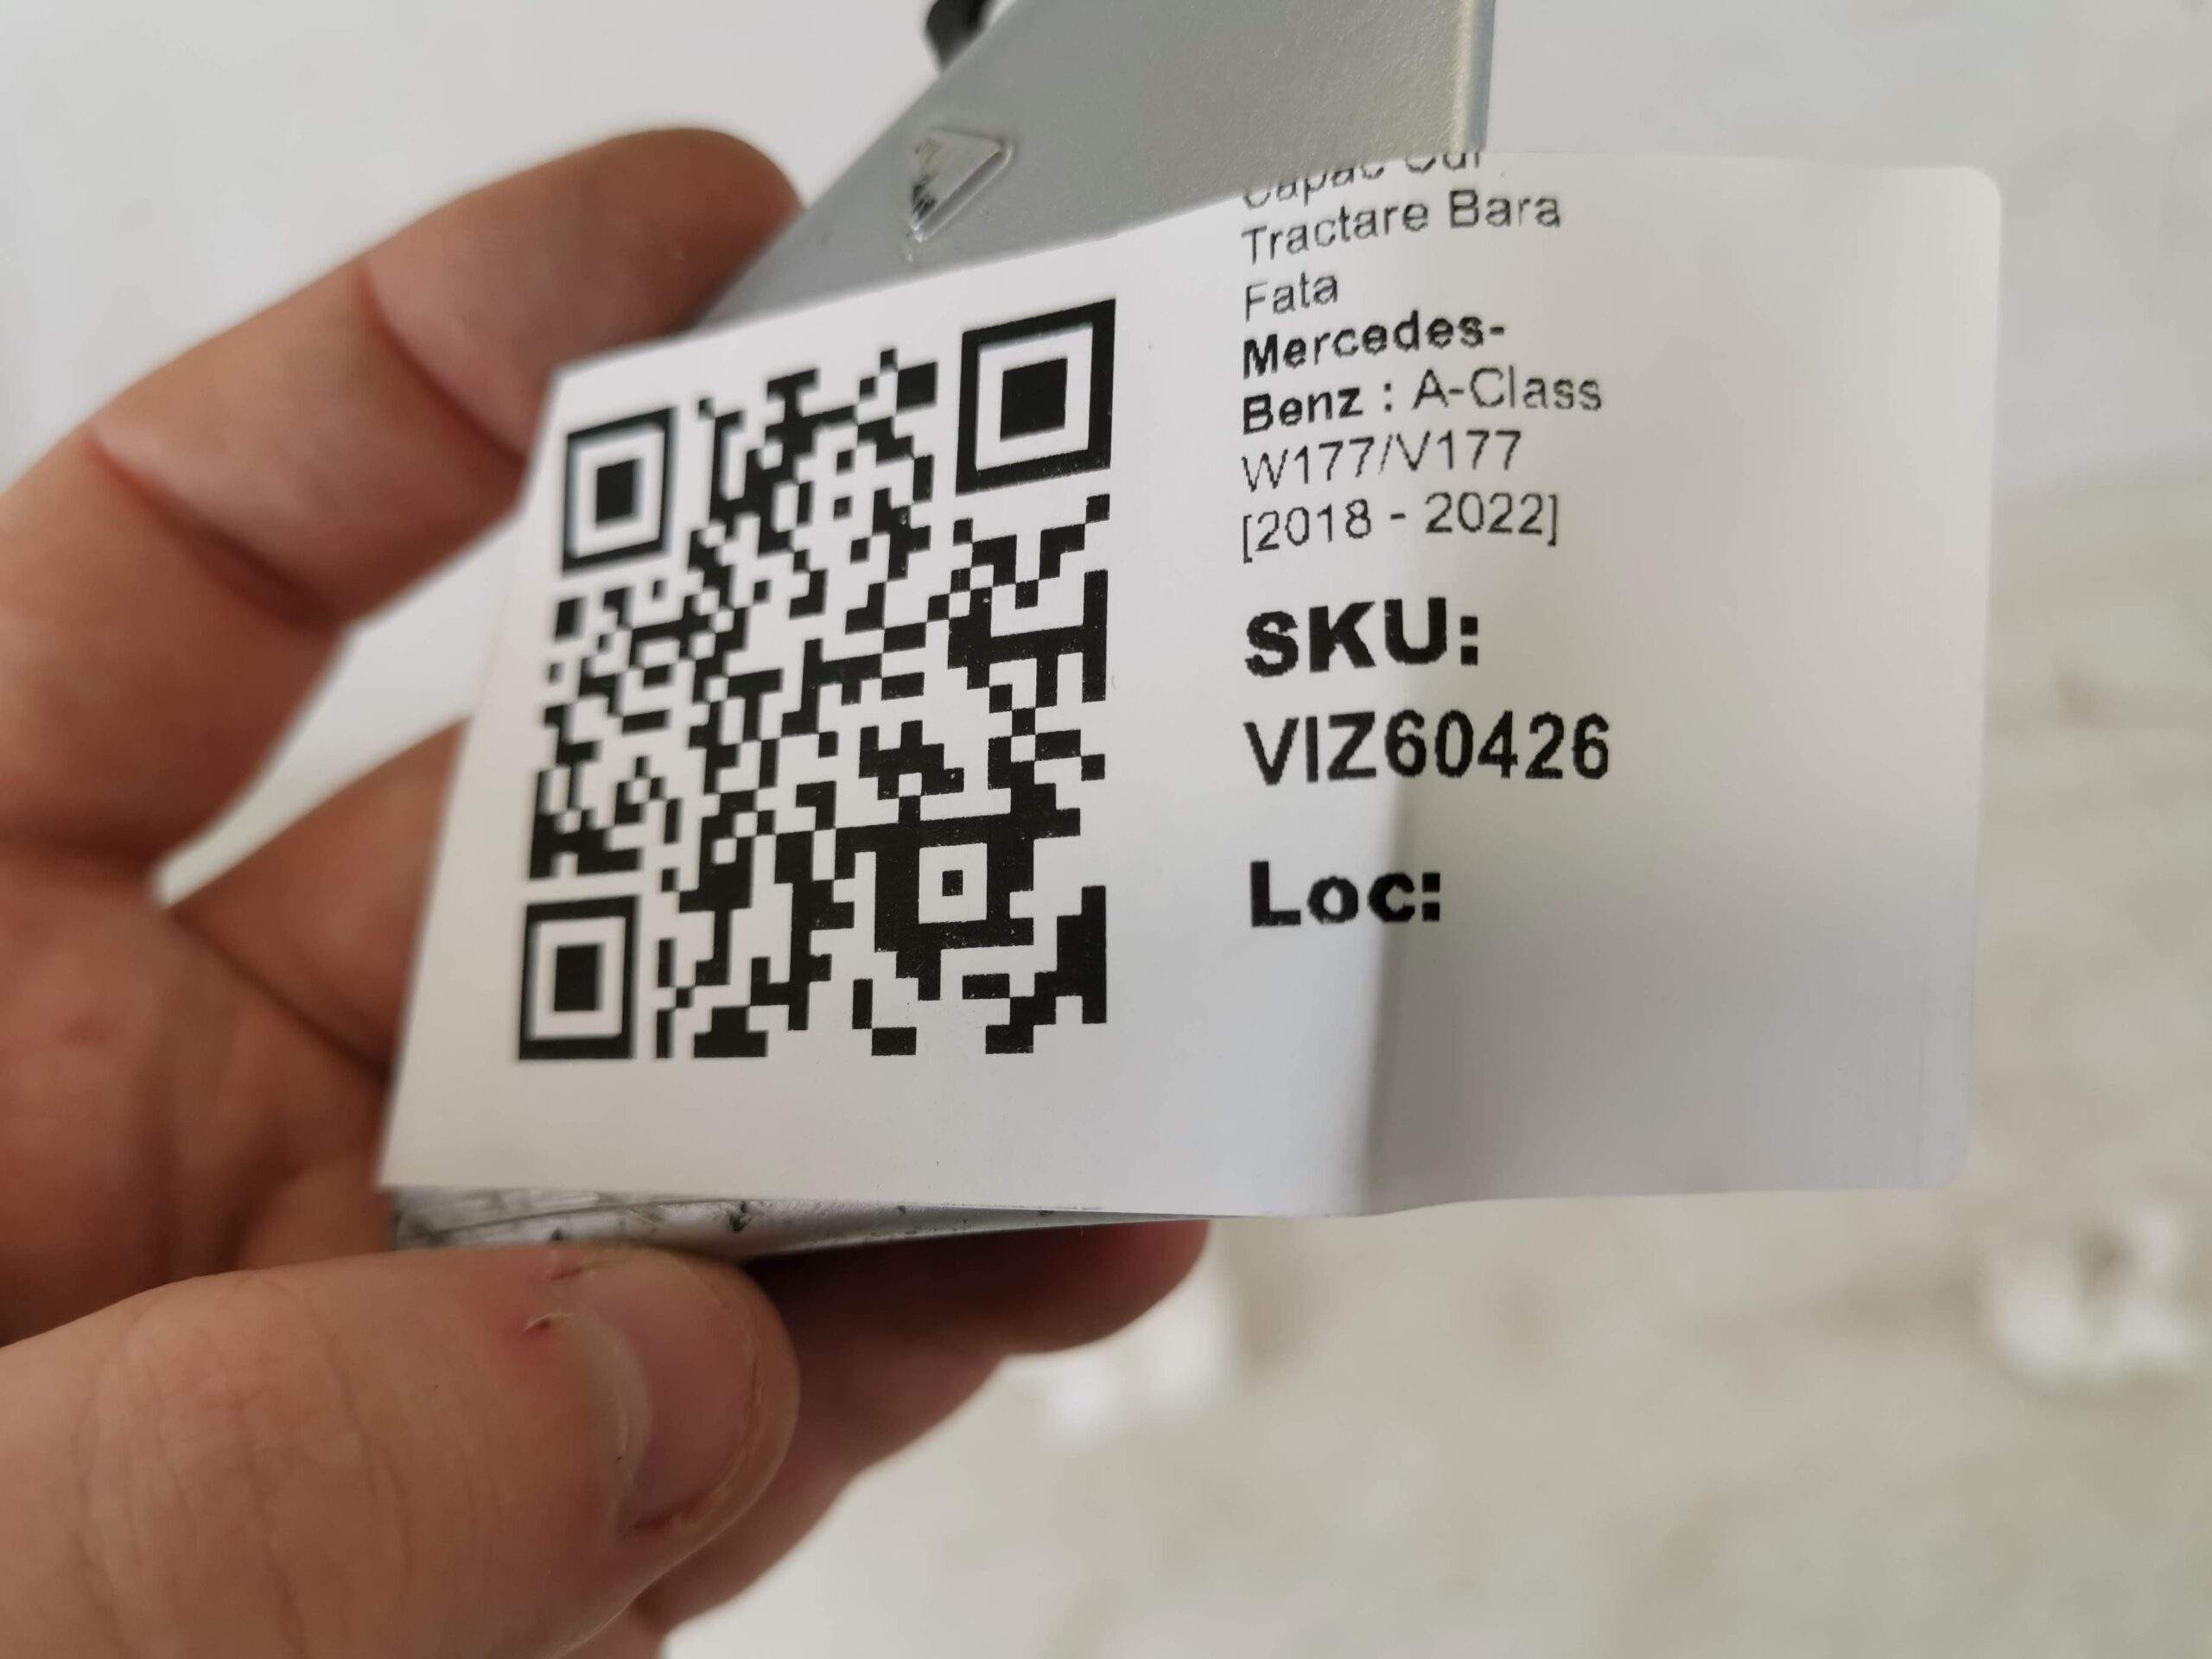 Tractare Bara
Fata
Mercedes-
Benz : A-Class
W177/V177
[2018 - 2022]
SKU:
VIZ60426
Loc: